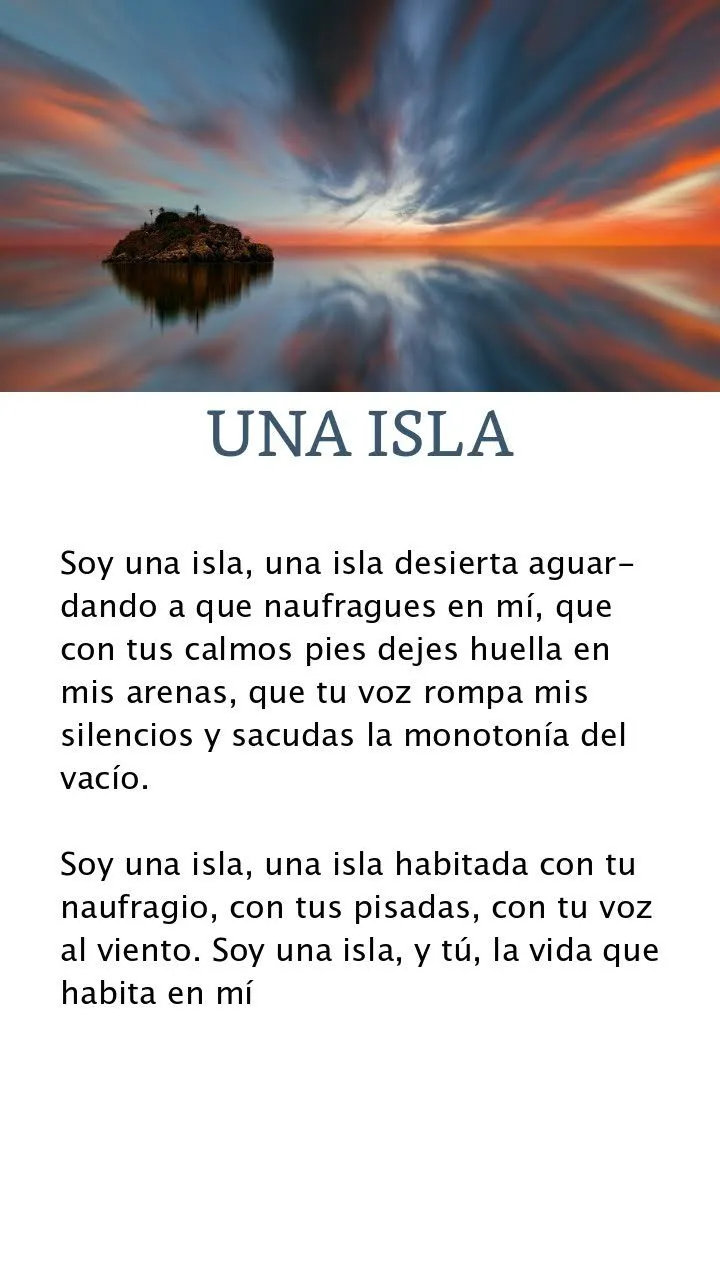 UNA ISLA
Soy una isla, una isla desierta aguar-
dando a que naufragues en mí, que
con tus calmos pies dejes huella en
mis arenas, que tu voz rompa mis
silencios y sacudas la monotonía del
vacío.
Soy una isla, una isla habitada con tu
naufragio, con tus pisadas, con tu voz
al viento. Soy una isla, y tú, la vida que
habita en mí